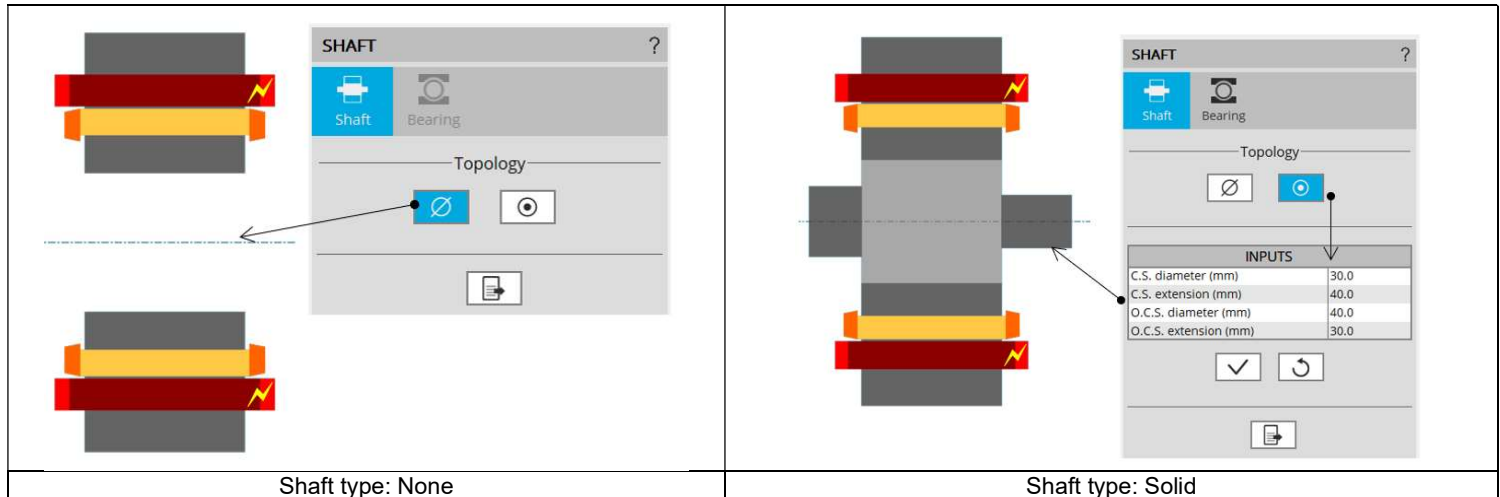 SHAFT ?
Shaft Bearing
Topology
Shaft type: None
SHAFT ?
Shaft Bearing
Topology
INPUTS
C.S. diameter (mm) 30.0
C.S. extension (mm) 40.0
O.C.S. diameter (mm) 40.0
O.C.S. extension (mm) 30.0
Shaft type: Solid